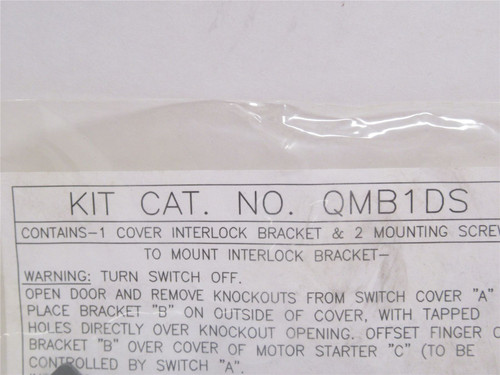 KIT CAT. NO. QMB1DS
CONTAINS-1 COVER INTERLOCK BRACKET & 2 MOUNTING SCREW
TO MOUNT INTERLOCK BRACKET-
WARNING: TURN SWITCH OFF.
OPEN DOOR AND REMOVE KNOCKOUTS FROM SWITCH COVER "A"
PLACE BRACKET "B" ON OUTSIDE OF COVER, WITH TAPPED
HOLES DIRECTLY OVER KNOCKOUT OPENING. OFFSET FINGER O
BRACKET "B" OVER COVER OF MOTOR STARTER "C" (TO BE
CONTROLLED BY SWITCH "A".